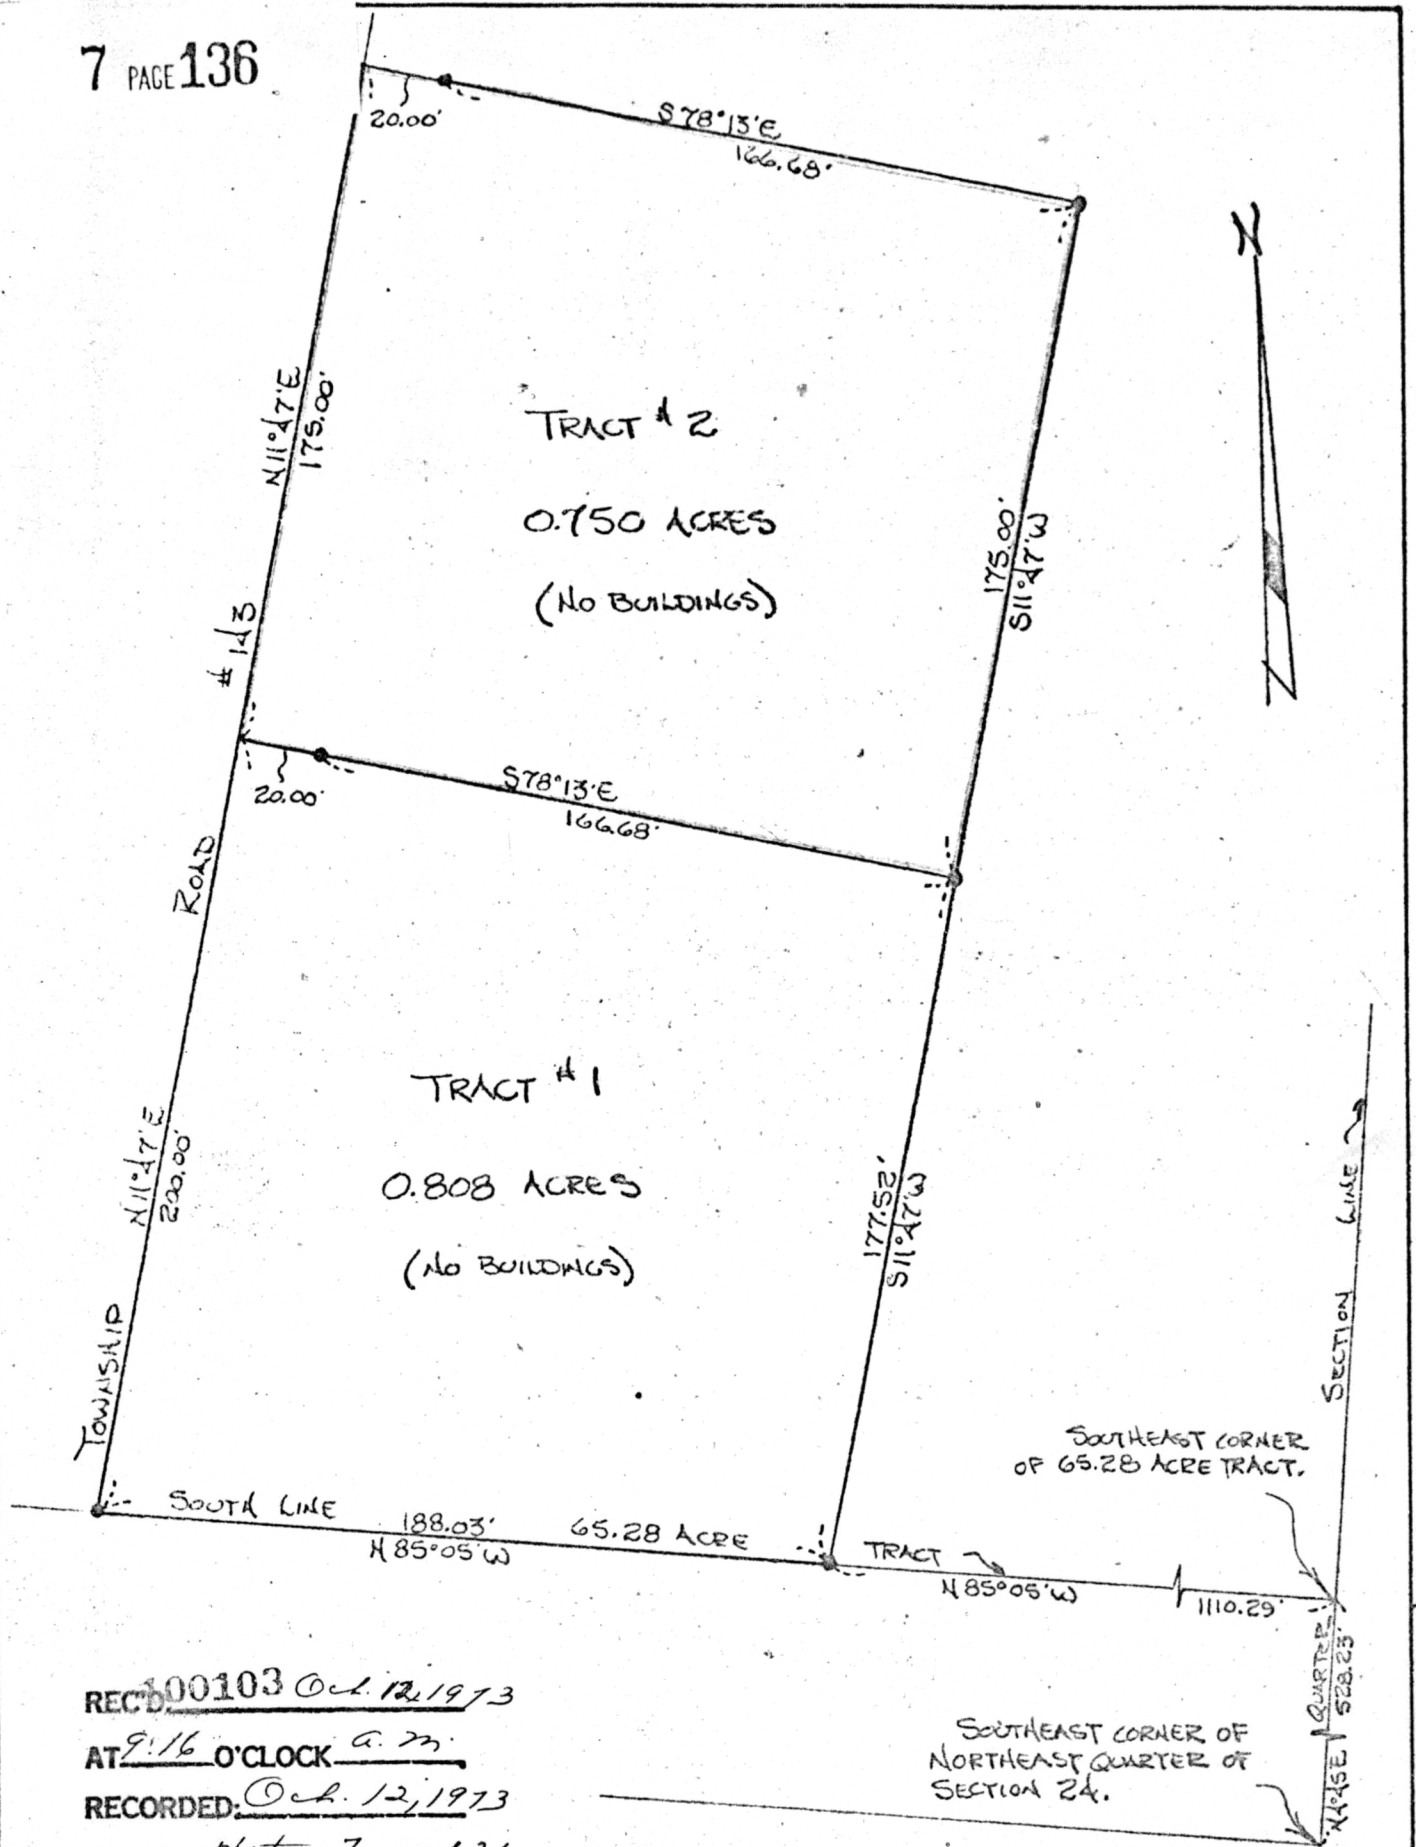 7 PAGE 136
20.00'
S78°13'E
166.68'
N
N11°47'E
175.00'
TRACT #2
0.750 ACRES
(NO BUILDINGS)
175.00'
S11°47'W
#143
20.00'
S78°13'E
166.68'
ROAD
TRACT #1
0.808 ACRES
(NO BUILDINGS)
N11°47'E
200.00'
177.52'
S11°47'W
SECTION LINE
TOWNSHIP
SOUTHEAST CORNER
OF 65.28 ACRE TRACT.
SOUTH LINE 188.03' 65.28 ACRE TRACT
N85°05'W
N85°05'W
1110.29'
QUARTER
528.23'
N4°45E
REC'D. 100103 Oct. 12, 1973
AT 9:16 O'CLOCK a.m.
RECORDED: Oct. 12, 1973
SOUTHEAST CORNER OF
NORTHEAST QUARTER OF
SECTION 24.